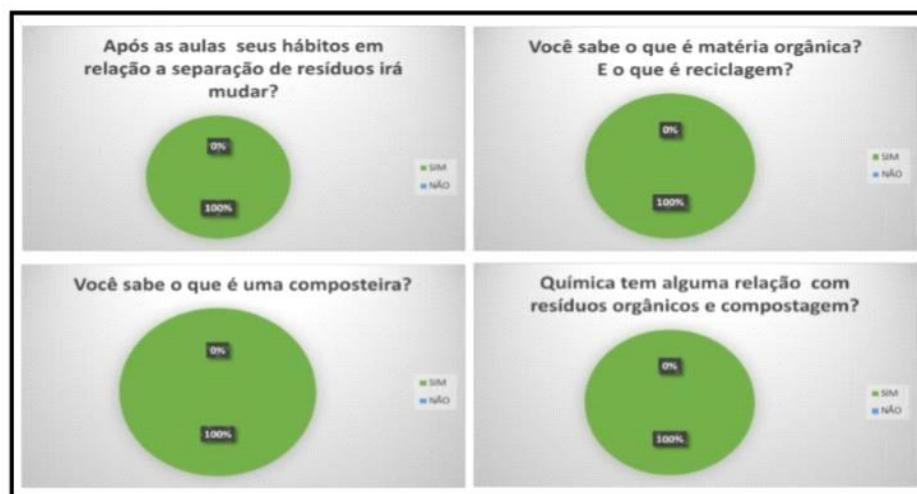 Após as aulas seus hábitos em
relação a separação de resíduos irá
mudar?
0%
100%
SIM
NÃO
Você sabe o que é matéria orgânica?
E o que é reciclagem?
0%
100%
SIM
NÃO
Você sabe o que é uma composteira?
0%
100%
SIM
NÃO
Química tem alguma relação com
resíduos orgânicos e compostagem?
0%
100%
SIM
NÃO